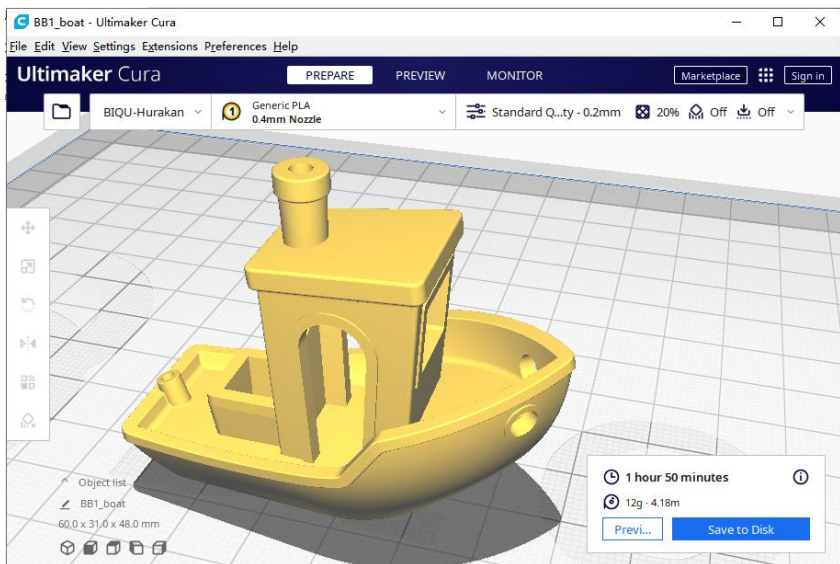 BB1_boat - Ultimaker Cura
File Edit View Settings Extensions Preferences Help
Ultimaker Cura PREPARE PREVIEW MONITOR Marketplace Sign in
BIQU-Hurakan 1 Generic PLA Standard Q...ty - 0.2mm 20% Off Off
0.4mm Nozzle
Object list
BB1_boat
60.0 x 31.0 x 48.0 mm
1 hour 50 minutes
12g · 4.18m
Previ... Save to Disk